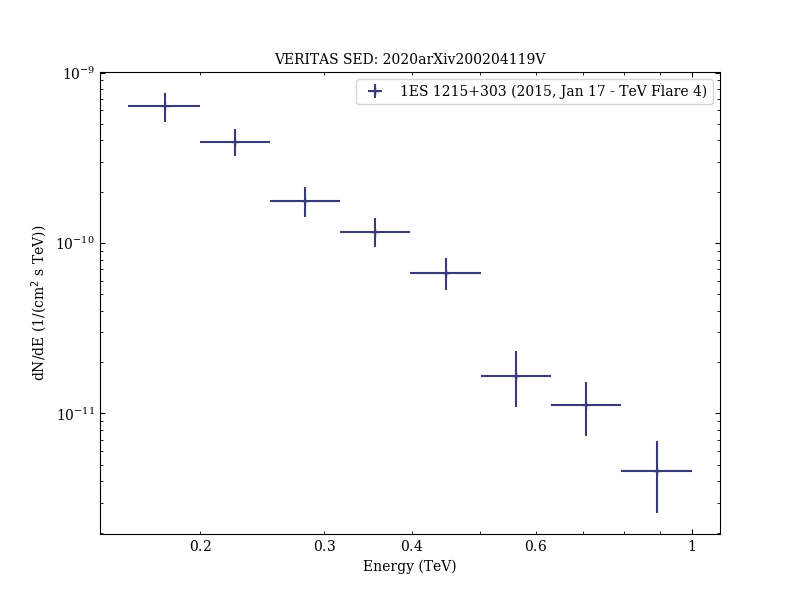 VERITAS SED: 2020arXiv200204119V
1ES 1215+303 (2015, Jan 17 - TeV Flare 4)
10⁻⁹
10⁻¹⁰
10⁻¹¹
dN/dE (1/(cm² s TeV))
0.2 0.3 0.4 0.6 1
Energy (TeV)